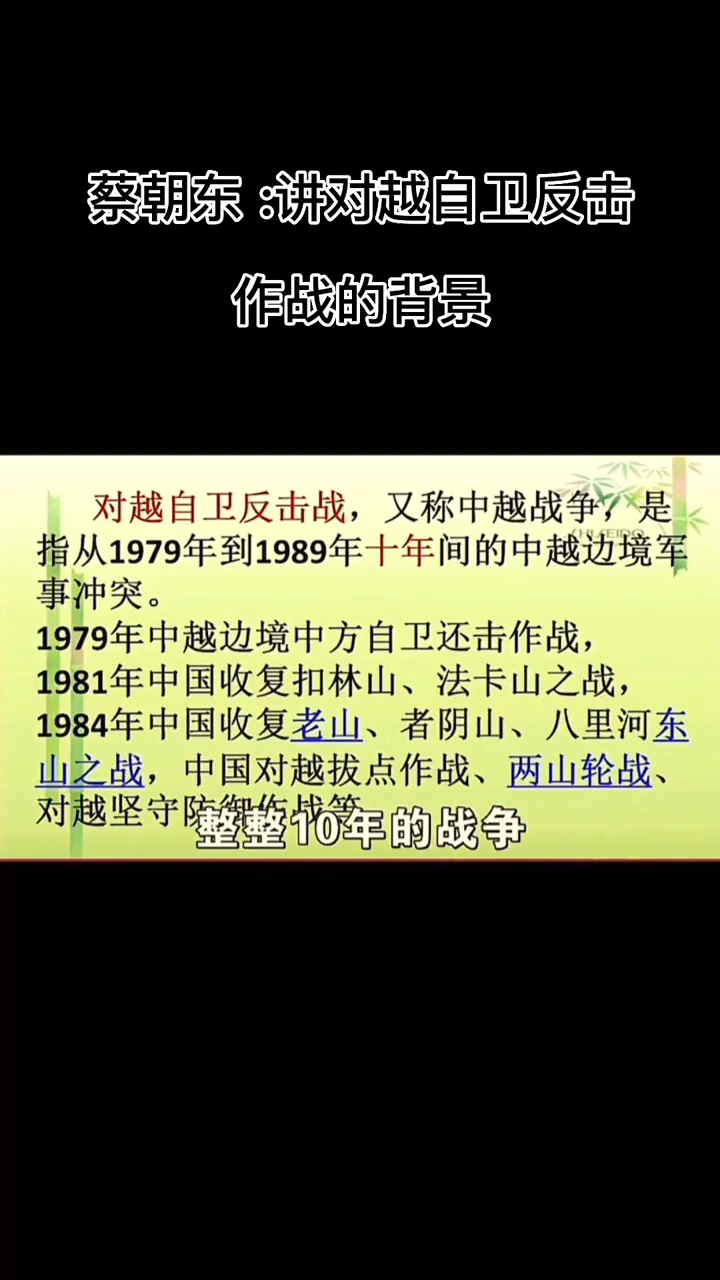 蔡朝东 :讲对越自卫反击
作战的背景
对越自卫反击战，又称中越战争，是
指从1979年到1989年十年间的中越边境军
事冲突。
1979年中越边境中方自卫还击作战，
1981年中国收复扣林山、法卡山之战，
1984年中国收复老山、者阴山、八里河东
山之战，中国对越拔点作战、两山轮战、
对越坚守防御作战等
整整10年的战争